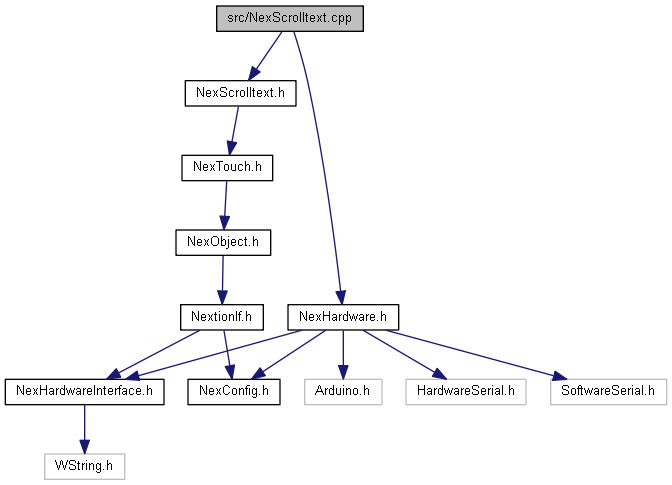 src/NexScrolltext.cpp
NexScrolltext.h
NexTouch.h
NexObject.h
NextionIf.h
NexHardware.h
NexHardwareInterface.h
NexConfig.h
Arduino.h
HardwareSerial.h
SoftwareSerial.h
WString.h